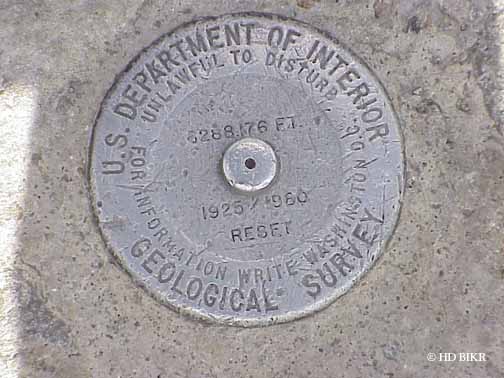 U.S. DEPARTMENT OF INTERIOR
UNLAWFUL TO DISTURB
6288.176 FT.
1925 / 1960
RESET
FOR INFORMATION WRITE WASHINGTON DC.
GEOLOGICAL SURVEY
© HD BIKR